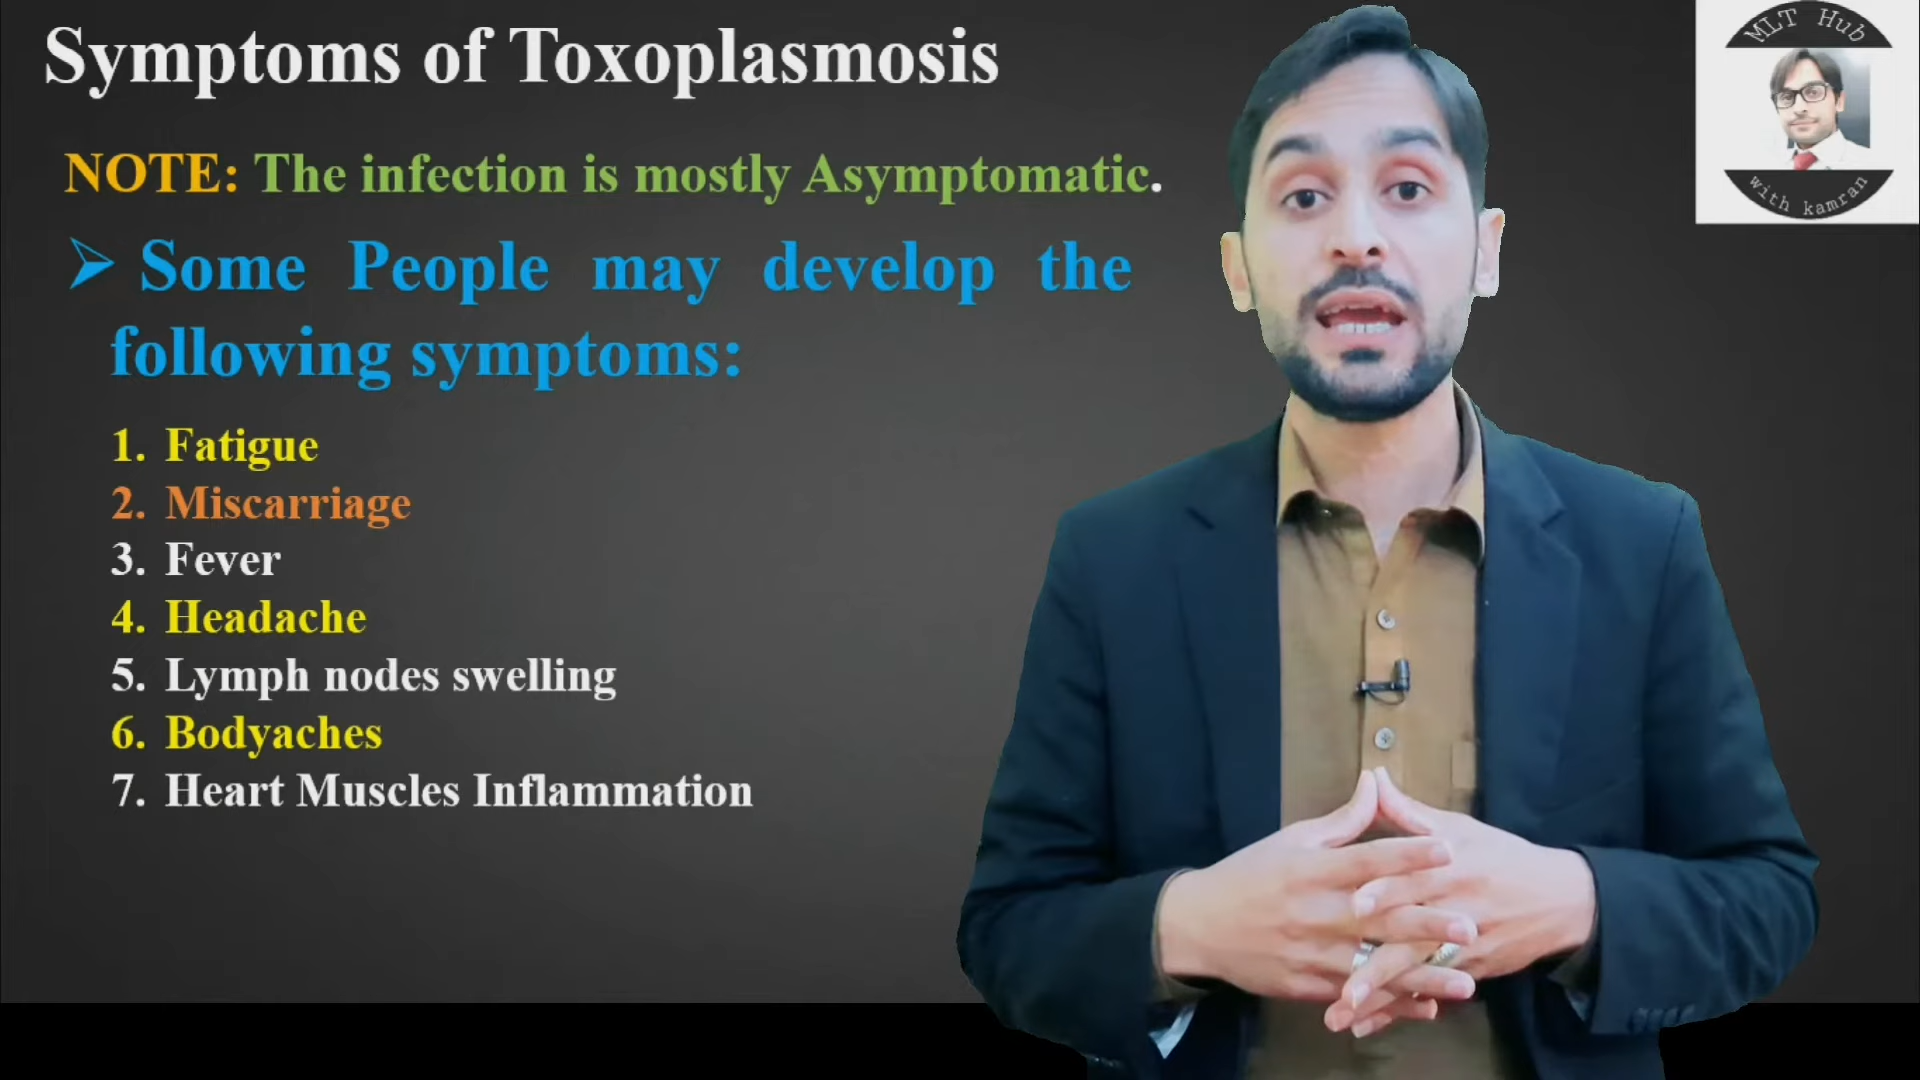 Symptoms of Toxoplasmosis
NOTE: The infection is mostly Asymptomatic.
➢ Some People may develop the
following symptoms:
1. Fatigue
2. Miscarriage
3. Fever
4. Headache
5. Lymph nodes swelling
6. Bodyaches
7. Heart Muscles Inflammation
MLT Hub
with kamran